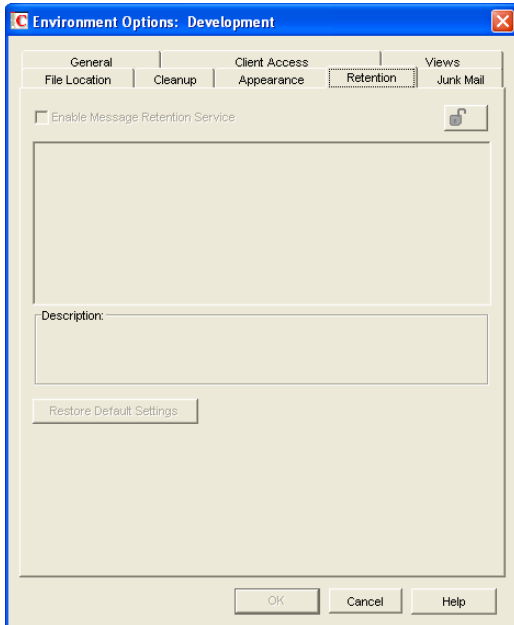 Environment Options: Development
General Client Access Views
File Location Cleanup Appearance Retention Junk Mail
Enable Message Retention Service
Description:
Restore Default Settings
OK Cancel Help